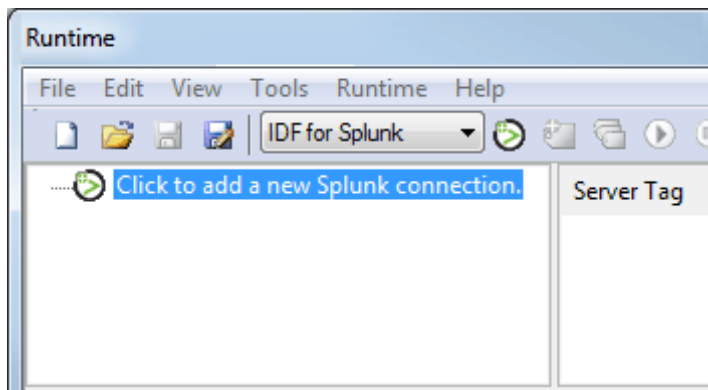 Runtime
File Edit View Tools Runtime Help
IDF for Splunk
Click to add a new Splunk connection.
Server Tag